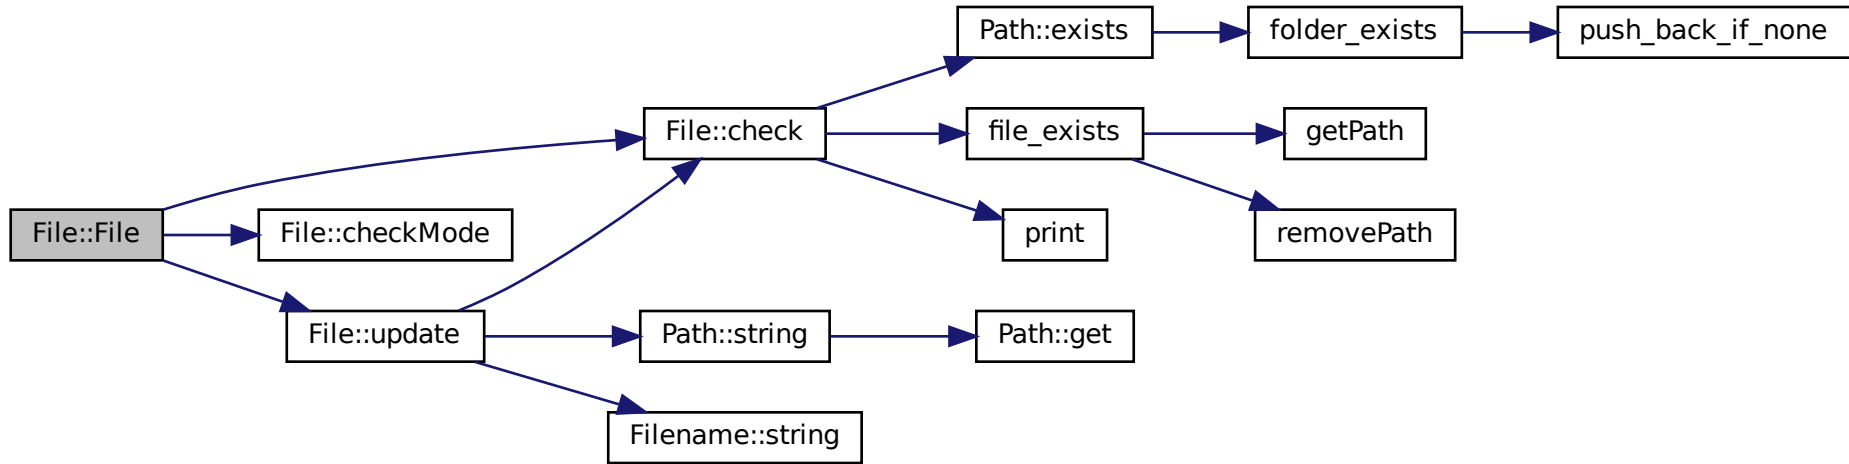 Path::exists
folder_exists
push_back_if_none
File::check
file_exists
getPath
File::File
File::checkMode
print
removePath
File::update
Path::string
Path::get
Filename::string